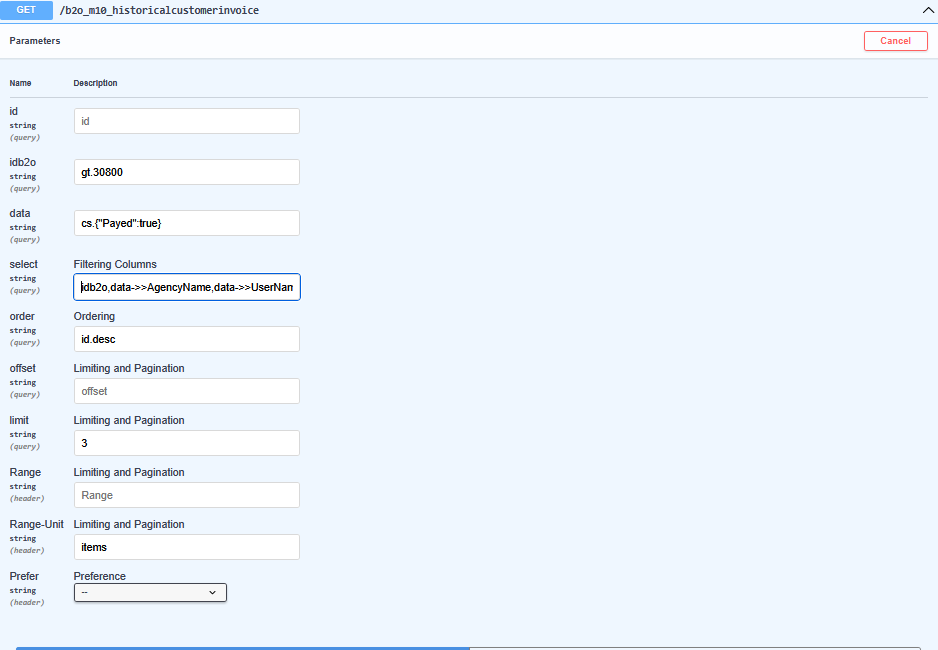 GET /b2o_m10_historicalcustomerinvoice
Parameters
Cancel
Name Description
id
string
(query)
id
idb2o
string
(query)
gt.30800
data
string
(query)
cs.{"Payed":true}
select
string
(query)
Filtering Columns
idb2o,data->>AgencyName,data->>UserNam
order
string
(query)
Ordering
id.desc
offset
string
(query)
Limiting and Pagination
offset
limit
string
(query)
Limiting and Pagination
3
Range
string
(header)
Limiting and Pagination
Range
Range-Unit
string
(header)
Limiting and Pagination
items
Prefer
string
(header)
Preference
--